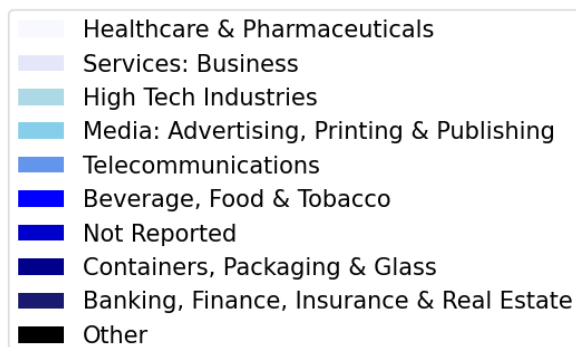 Healthcare & Pharmaceuticals
Services: Business
High Tech Industries
Media: Advertising, Printing & Publishing
Telecommunications
Beverage, Food & Tobacco
Not Reported
Containers, Packaging & Glass
Banking, Finance, Insurance & Real Estate
Other